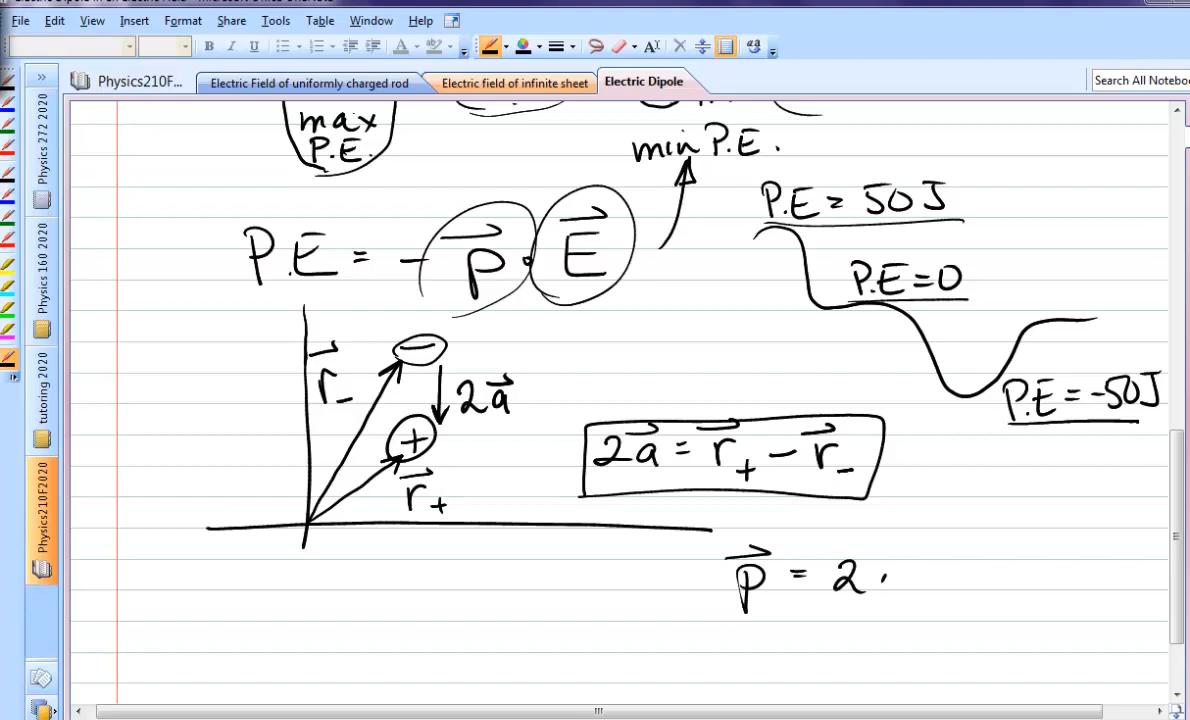 File Edit View Insert Format Share Tools Table Window Help
Physics210F... Electric Field of uniformly charged rod Electric field of infinite sheet Electric Dipole Search All Notebo
Physics 272 2020
Physics 160 2020
tutoring 2020
Physics210F2020
max
P.E.
min P.E.
P.E = 50 J
P.E = - p⃗ · E⃗
P.E = 0
P.E = -50J
r⃗₋
−
2a⃗
+
r⃗₊
2a⃗ = r⃗₊ − r⃗₋
p⃗ = 2